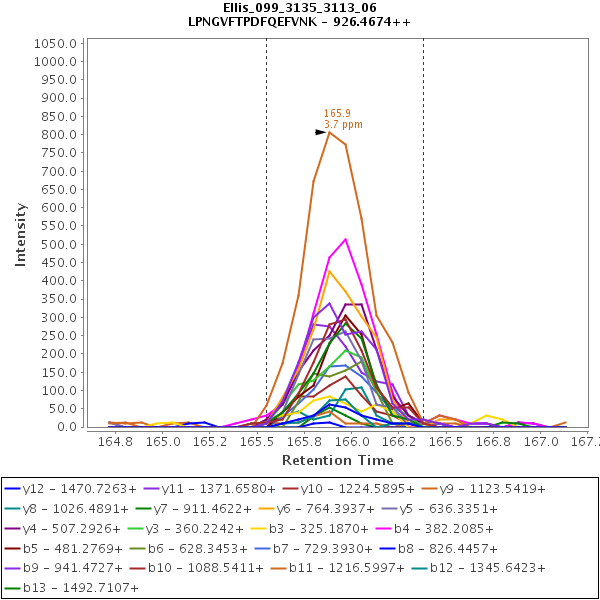 Ellis_099_3135_3113_06
LPNGVFTPDFQEFVNK - 926.4674++
1050.0
1000.0
950.0
900.0
850.0
800.0
750.0
700.0
650.0
600.0
550.0
500.0
450.0
400.0
350.0
300.0
250.0
200.0
150.0
100.0
50.0
0.0
Intensity
165.9
3.7 ppm
164.8 165.0 165.2 165.5 165.8 166.0 166.2 166.5 166.8 167.0 167.
Retention Time
y12 - 1470.7263+ y11 - 1371.6580+ y10 - 1224.5895+ y9 - 1123.5419+
y8 - 1026.4891+ y7 - 911.4622+ y6 - 764.3937+ y5 - 636.3351+
y4 - 507.2926+ y3 - 360.2242+ b3 - 325.1870+ b4 - 382.2085+
b5 - 481.2769+ b6 - 628.3453+ b7 - 729.3930+ b8 - 826.4457+
b9 - 941.4727+ b10 - 1088.5411+ b11 - 1216.5997+ b12 - 1345.6423+
b13 - 1492.7107+